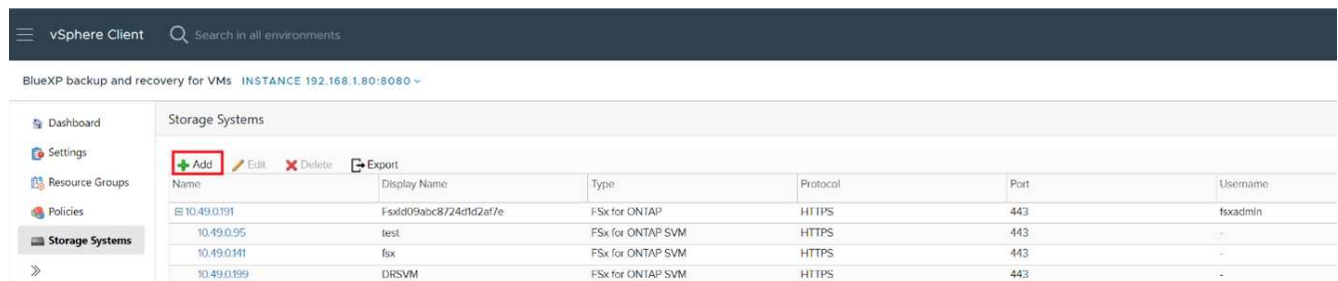 vSphere Client Search in all environments
BlueXP backup and recovery for VMs INSTANCE 192.168.1.80:8080
Dashboard
Settings
Resource Groups
Policies
Storage Systems
Storage Systems
Add Edit Delete Export
Name Display Name Type Protocol Port Username
10.49.0.191 FsxId09abc8724d1d2af7e FSx for ONTAP HTTPS 443 fsxadmin
10.49.0.95 test FSx for ONTAP SVM HTTPS 443 -
10.49.0.141 fsx FSx for ONTAP SVM HTTPS 443 -
10.49.0.199 DRSVM FSx for ONTAP SVM HTTPS 443 -